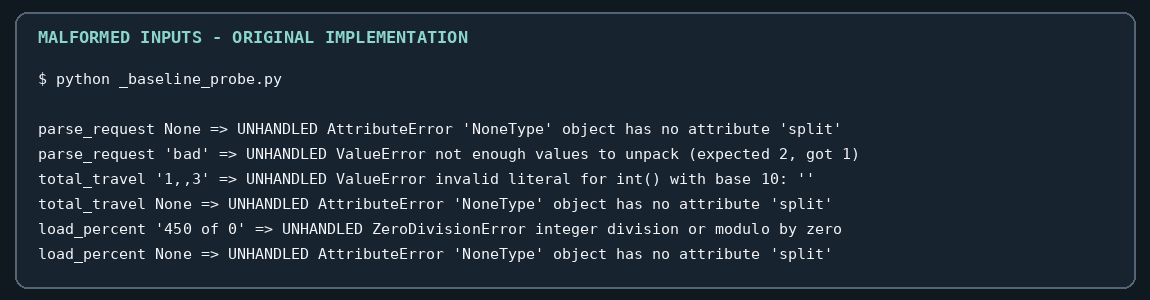 MALFORMED INPUTS - ORIGINAL IMPLEMENTATION
$ python _baseline_probe.py
parse_request None => UNHANDLED AttributeError 'NoneType' object has no attribute 'split'
parse_request 'bad' => UNHANDLED ValueError not enough values to unpack (expected 2, got 1)
total_travel '1,,3' => UNHANDLED ValueError invalid literal for int() with base 10: ''
total_travel None => UNHANDLED AttributeError 'NoneType' object has no attribute 'split'
load_percent '450 of 0' => UNHANDLED ZeroDivisionError integer division or modulo by zero
load_percent None => UNHANDLED AttributeError 'NoneType' object has no attribute 'split'